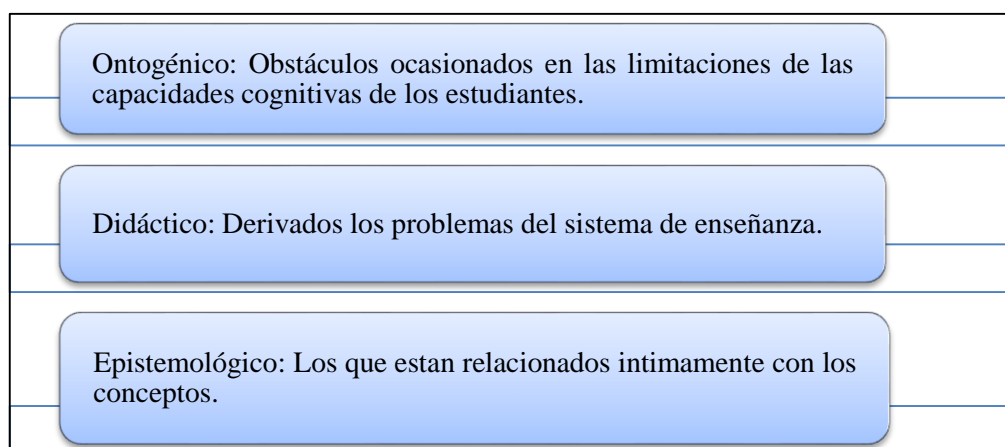 Ontogénico: Obstáculos ocasionados en las limitaciones de las
capacidades cognitivas de los estudiantes.
Didáctico: Derivados los problemas del sistema de enseñanza.
Epistemológico: Los que estan relacionados intimamente con los
conceptos.